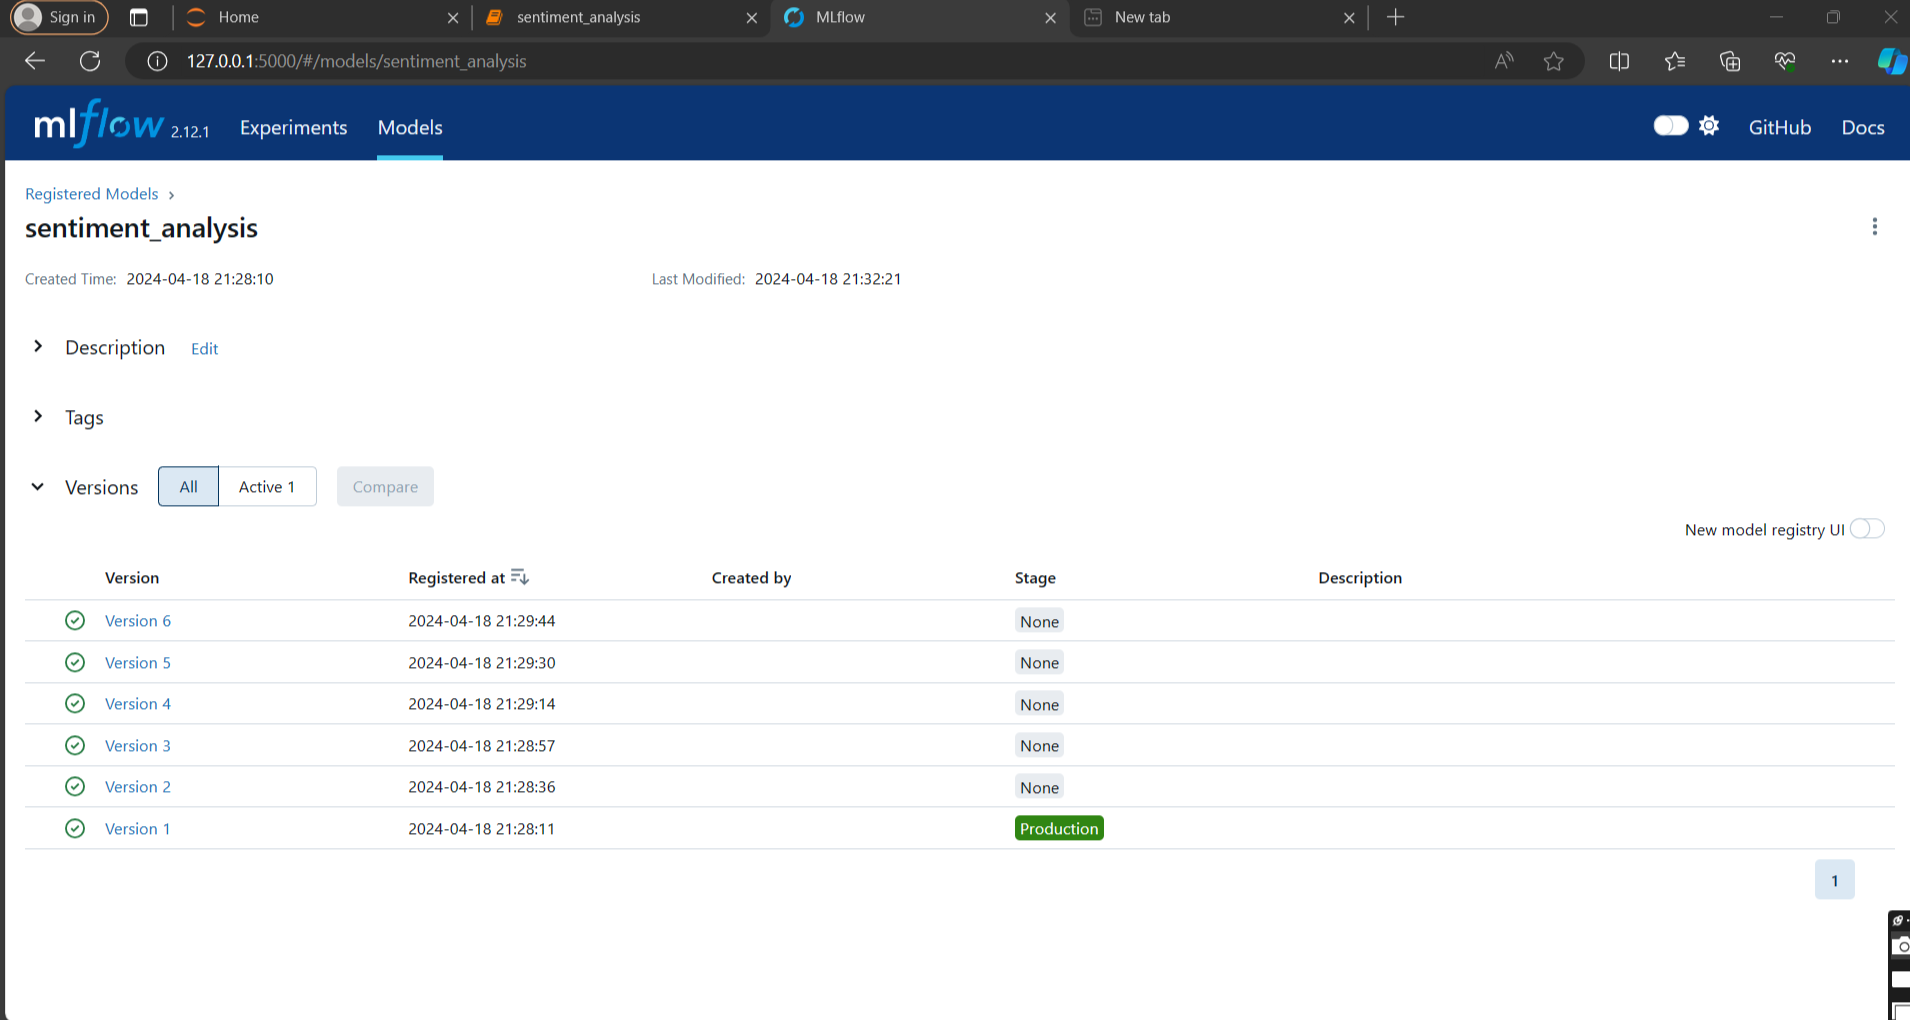 Sign in Home sentiment_analysis MLflow New tab
127.0.0.1:5000/#/models/sentiment_analysis
mlflow 2.12.1 Experiments Models GitHub Docs
Registered Models
sentiment_analysis
Created Time: 2024-04-18 21:28:10 Last Modified: 2024-04-18 21:32:21
Description Edit
Tags
Versions All Active 1 Compare
New model registry UI
Version Registered at Created by Stage Description
Version 6 2024-04-18 21:29:44 None
Version 5 2024-04-18 21:29:30 None
Version 4 2024-04-18 21:29:14 None
Version 3 2024-04-18 21:28:57 None
Version 2 2024-04-18 21:28:36 None
Version 1 2024-04-18 21:28:11 Production
1